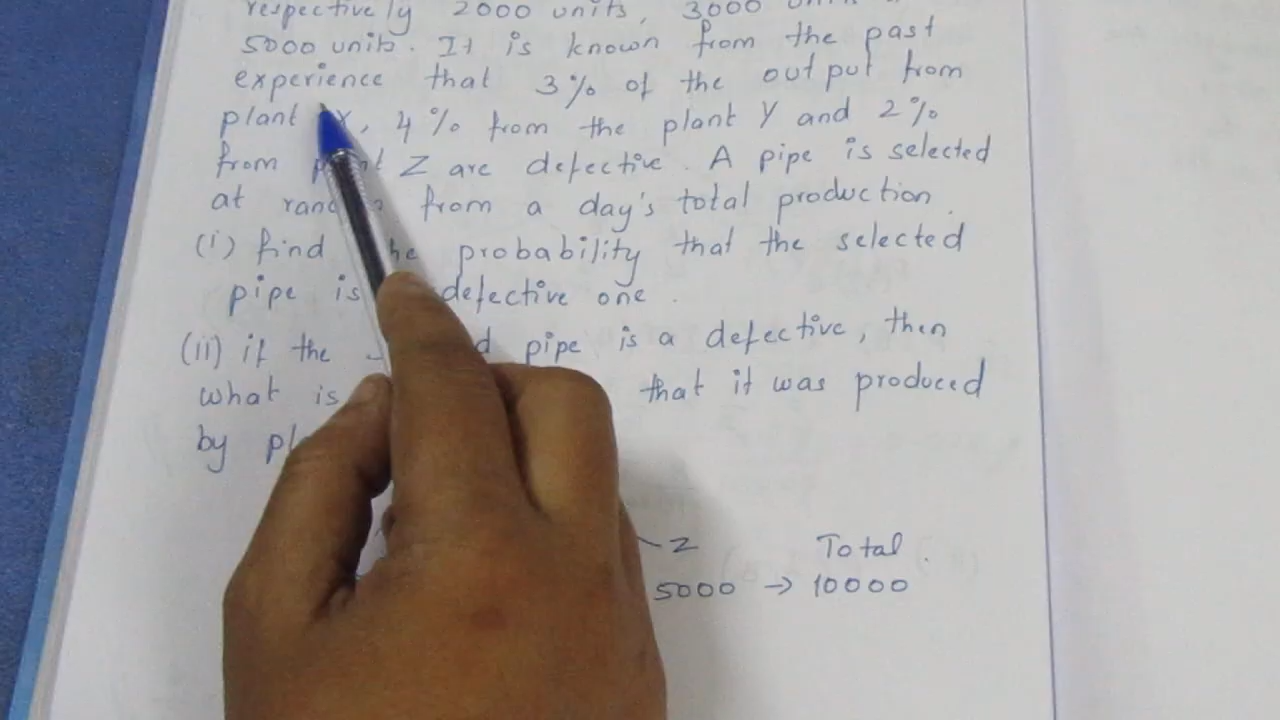 respectively 2000 units, 3000 units
5000 units. It is known from the past
experience that 3% of the output from
plant X, 4% from the plant Y and 2%
from Z are defective. A pipe is selected
at from a day's total production.
(i) find probability that the selected
pipe is defective one.
(ii) if the pipe is a defective, then
what is that it was produced
by
Z Total.
5000 → 10000